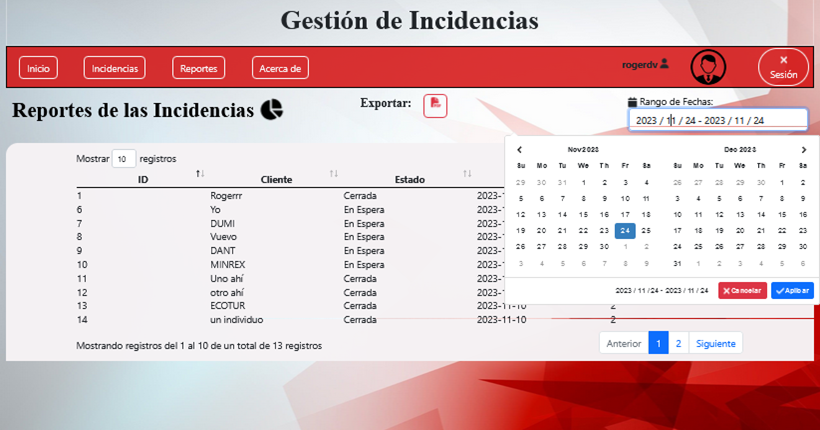 Gestión de Incidencias
Inicio Incidencias Reportes Acerca de rogerdv × Sesión
Reportes de las Incidencias Exportar: Rango de Fechas:
2023 / 11 / 24 - 2023 / 11 / 24
Nov 2023 Dec 2023
Su Mo Tu We Th Fr Sa Su Mo Tu We Th Fr Sa
29 30 31 1 2 3 4 26 27 28 29 30 1 2
5 6 7 8 9 10 11 3 4 5 6 7 8 9
12 13 14 15 16 17 18 10 11 12 13 14 15 16
19 20 21 22 23 24 25 17 18 19 20 21 22 23
26 27 28 29 30 1 2 24 25 26 27 28 29 30
3 4 5 6 7 8 9 31 1 2 3 4 5 6
2023 / 11 / 24 - 2023 / 11 / 24 Cancelar Aplibar
Mostrar 10 registros
ID Cliente Estado
1 Rogerrr Cerrada 2023-1
6 Yo En Espera 2023-1
7 DUMI En Espera 2023-1
8 Vuevo En Espera 2023-1
9 DANT En Espera 2023-1
10 MINREX En Espera 2023-1
11 Uno ahí Cerrada 2023-1
12 otro ahí Cerrada 2023-1
13 ECOTUR Cerrada 2023-11-10 2
14 un individuo Cerrada 2023-11-10 2
Mostrando registros del 1 al 10 de un total de 13 registros
Anterior 1 2 Siguiente